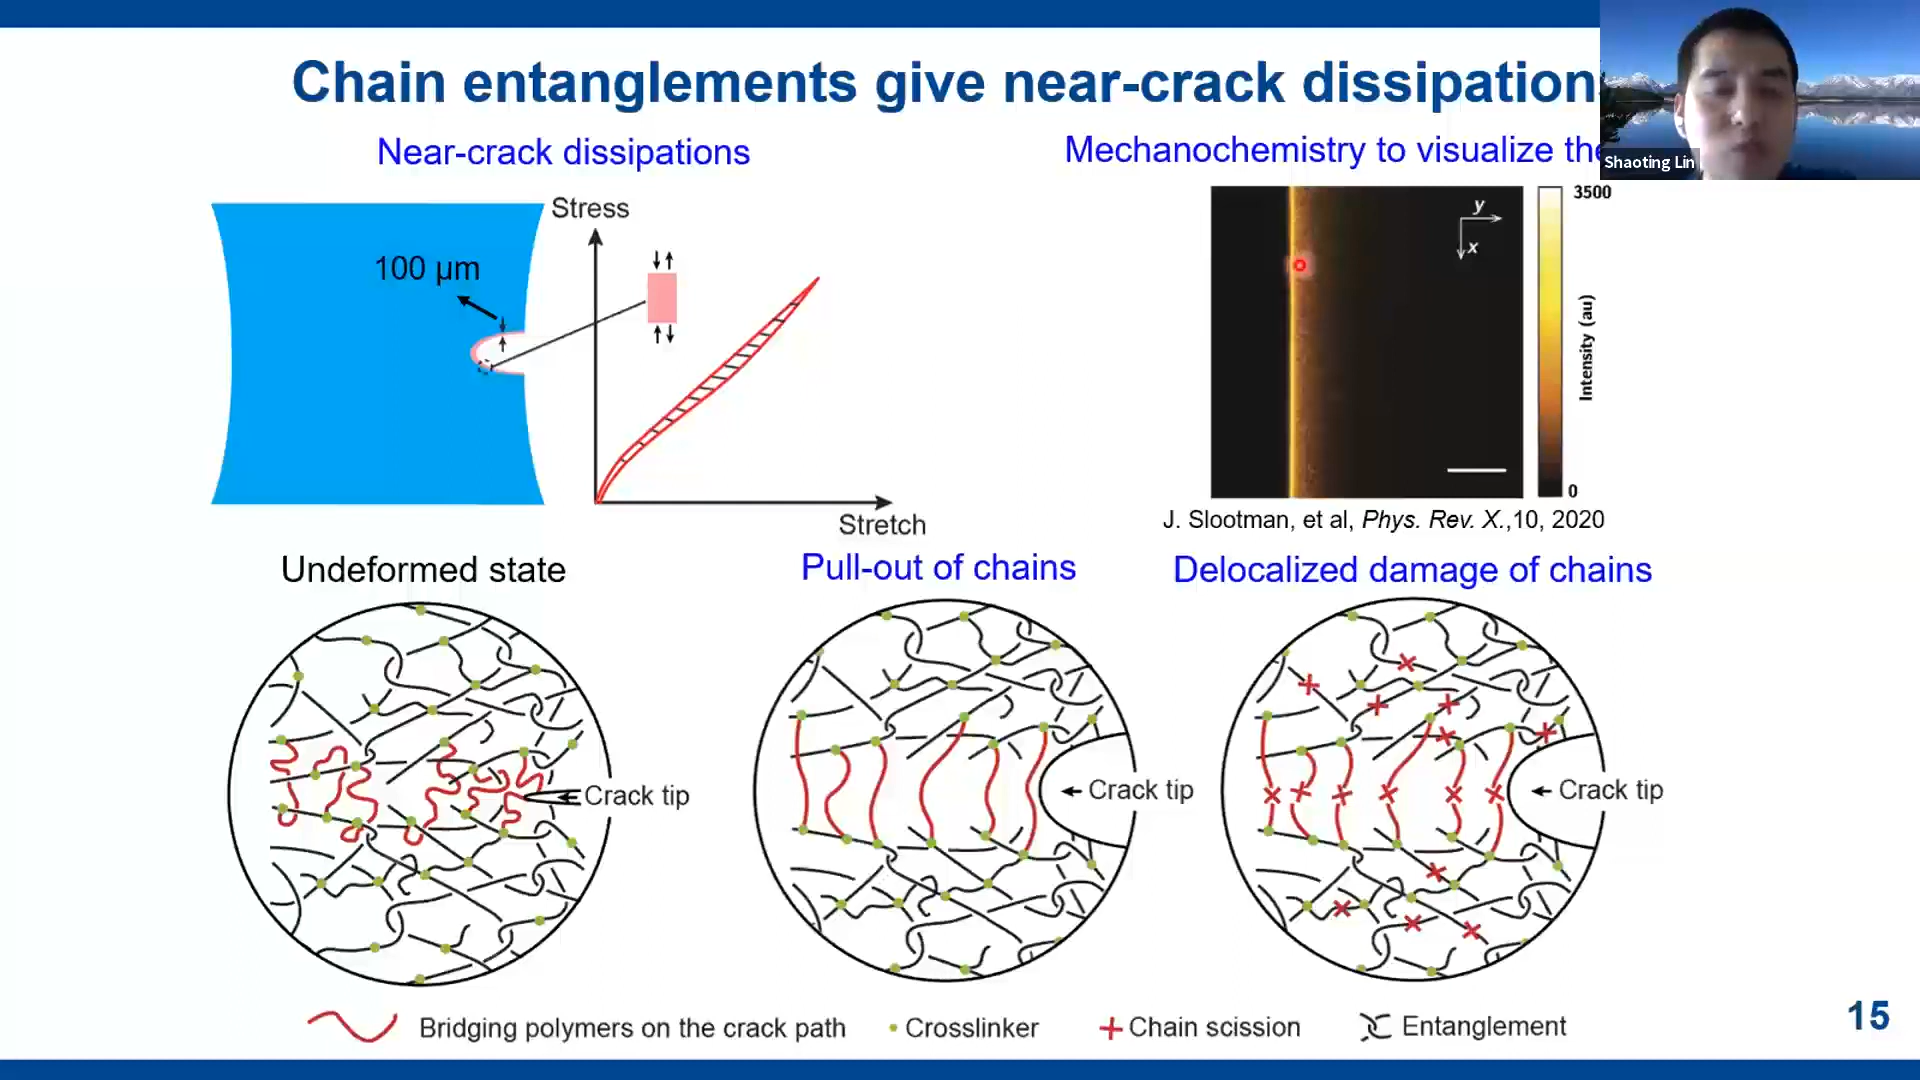 Chain entanglements give near-crack dissipation
Near-crack dissipations
Mechanochemistry to visualize the
Shaoting Lin
Stress
100 µm
Stretch
y
x
3500
Intensity (au)
0
J. Slootman, et al, Phys. Rev. X.,10, 2020
Undeformed state
Pull-out of chains
Delocalized damage of chains
Crack tip
Crack tip
Crack tip
Bridging polymers on the crack path
Crosslinker
Chain scission
Entanglement
15